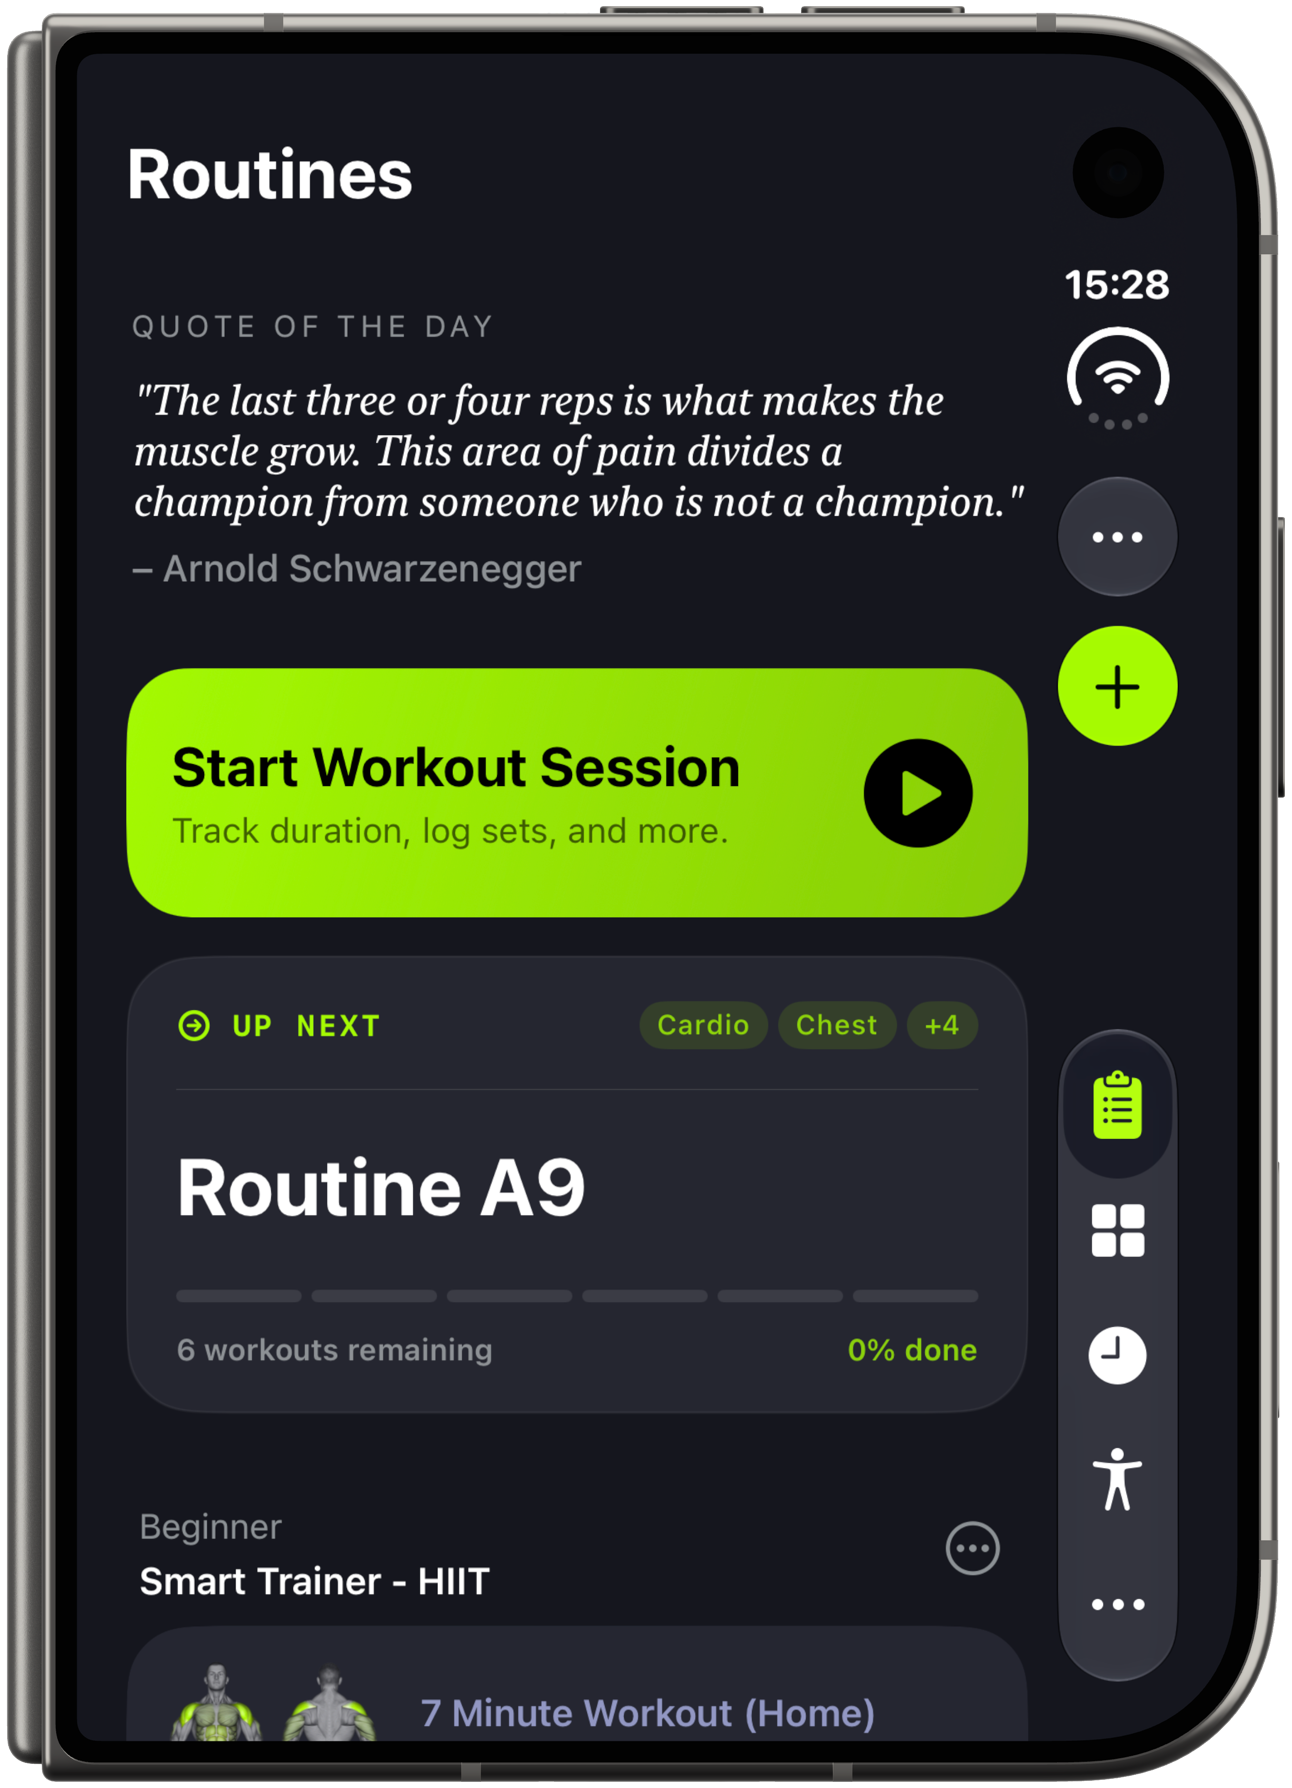 Routines
15:28
QUOTE OF THE DAY
"The last three or four reps is what makes the
muscle grow. This area of pain divides a
champion from someone who is not a champion."
– Arnold Schwarzenegger
Start Workout Session
Track duration, log sets, and more.
UP NEXT
Cardio
Chest
+4
Routine A9
6 workouts remaining
0% done
Beginner
Smart Trainer - HIIT
7 Minute Workout (Home)